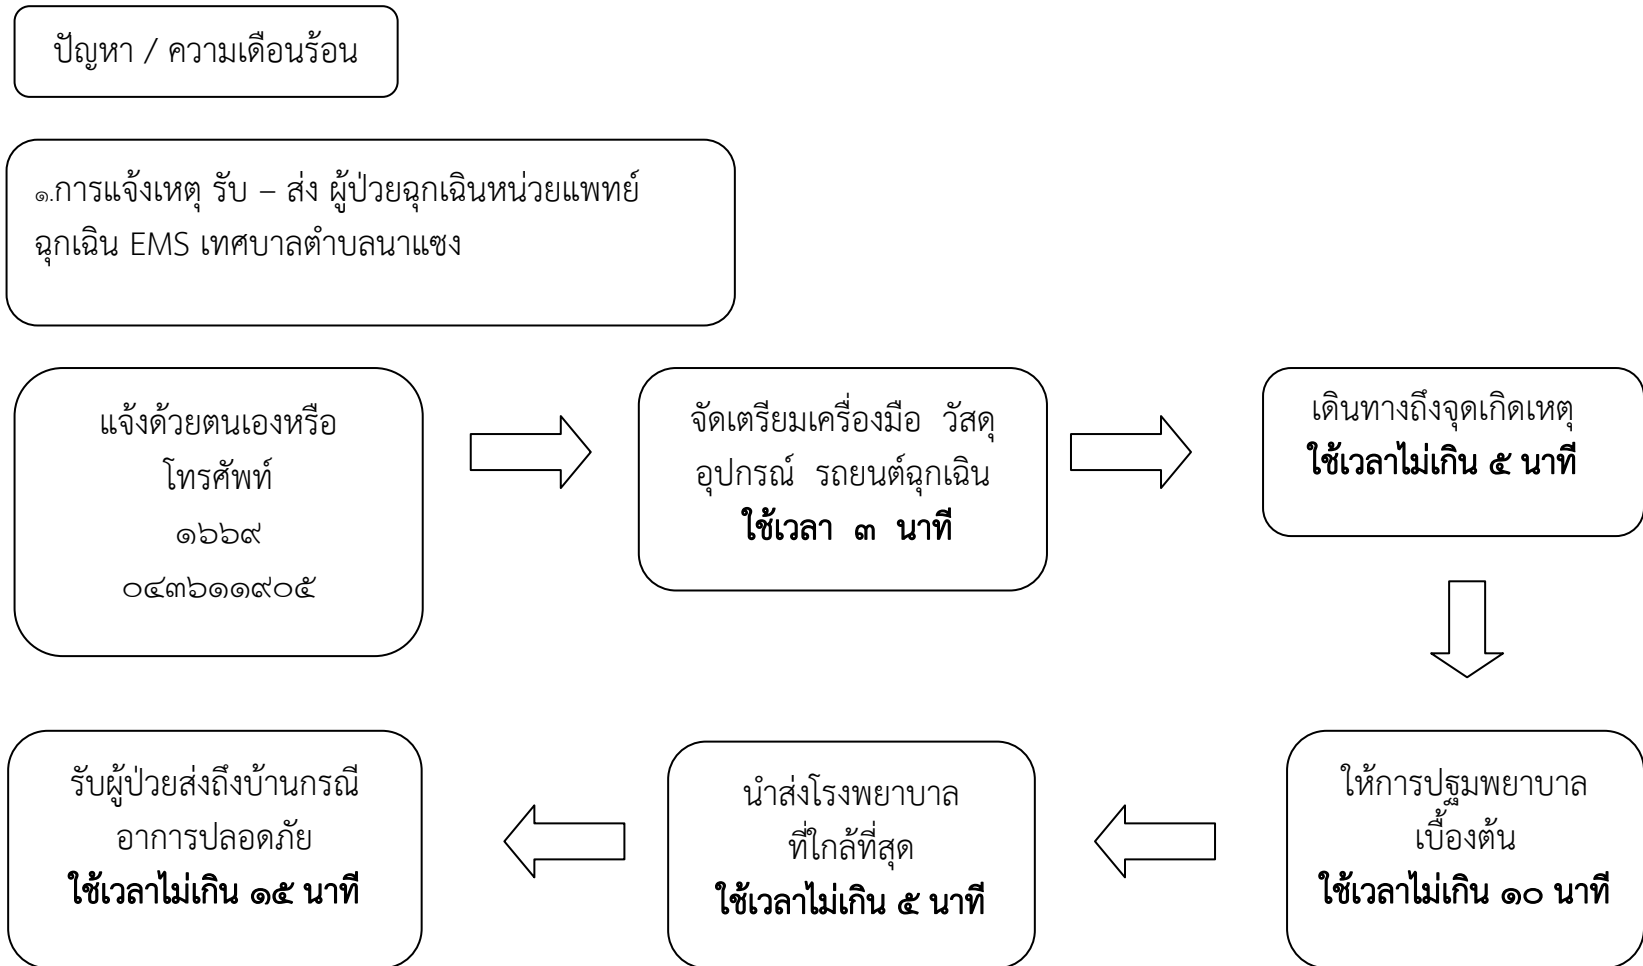 ปัญหา / ความเดือนร้อน
๑.การแจ้งเหตุ รับ – ส่ง ผู้ป่วยฉุกเฉินหน่วยแพทย์
ฉุกเฉิน EMS เทศบาลตำบลนาแซง
แจ้งด้วยตนเองหรือ
โทรศัพท์
๑๖๖๙
๐๔๓๖๑๑๙๐๕
จัดเตรียมเครื่องมือ วัสดุ
อุปกรณ์ รถยนต์ฉุกเฉิน
ใช้เวลา ๓ นาที
เดินทางถึงจุดเกิดเหตุ
ใช้เวลาไม่เกิน ๕ นาที
ให้การปฐมพยาบาล
เบื้องต้น
ใช้เวลาไม่เกิน ๑๐ นาที
นำส่งโรงพยาบาล
ที่ใกล้ที่สุด
ใช้เวลาไม่เกิน ๕ นาที
รับผู้ป่วยส่งถึงบ้านกรณี
อาการปลอดภัย
ใช้เวลาไม่เกิน ๑๕ นาที